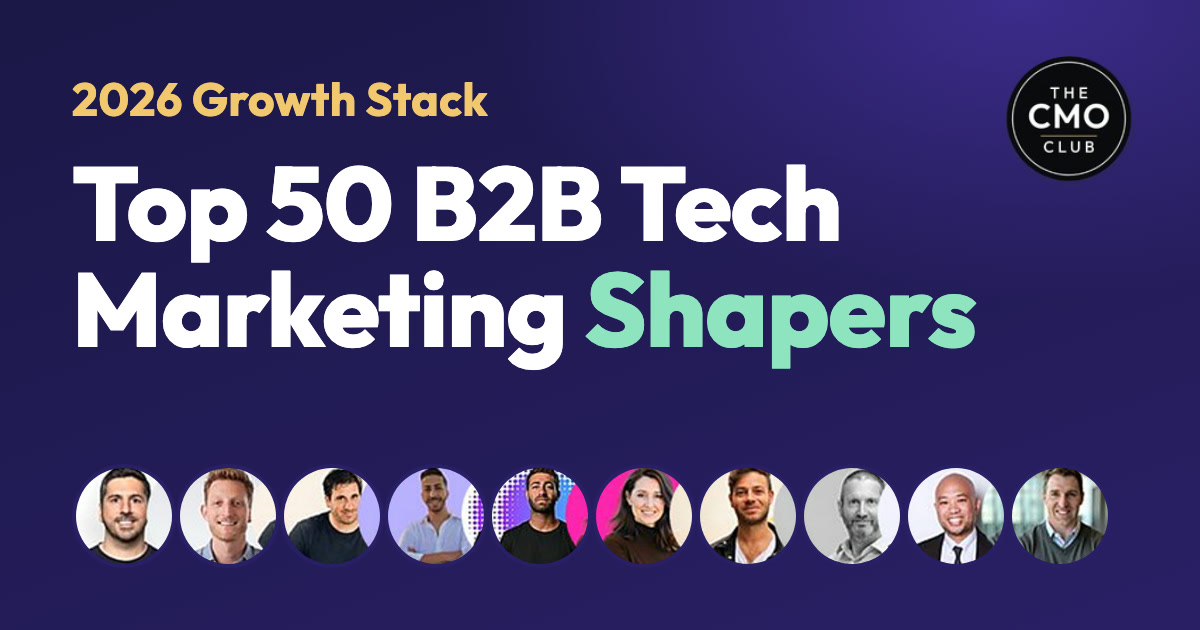 2026 Growth Stack
THE
CMO
CLUB
Top 50 B2B Tech
Marketing Shapers